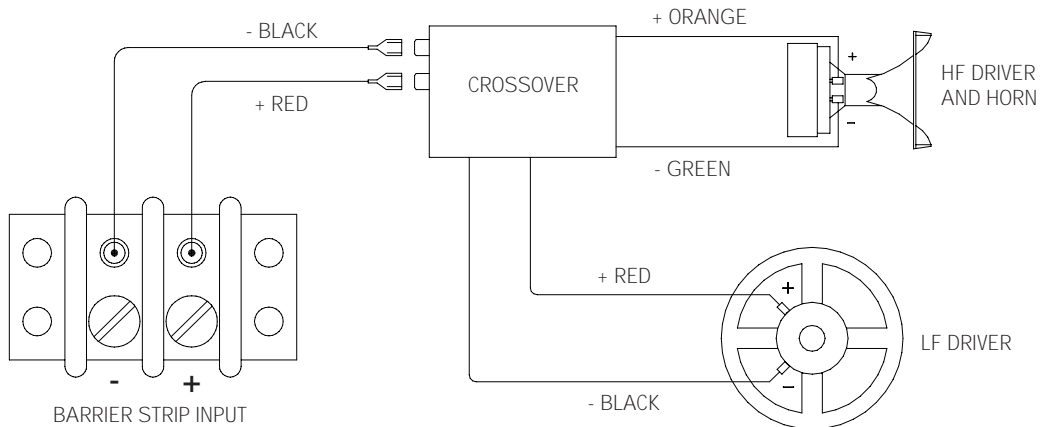 - BLACK
+ RED
CROSSOVER
+ ORANGE
+
-
HF DRIVER
AND HORN
- GREEN
+ RED
+
-
LF DRIVER
- BLACK
- +
BARRIER STRIP INPUT